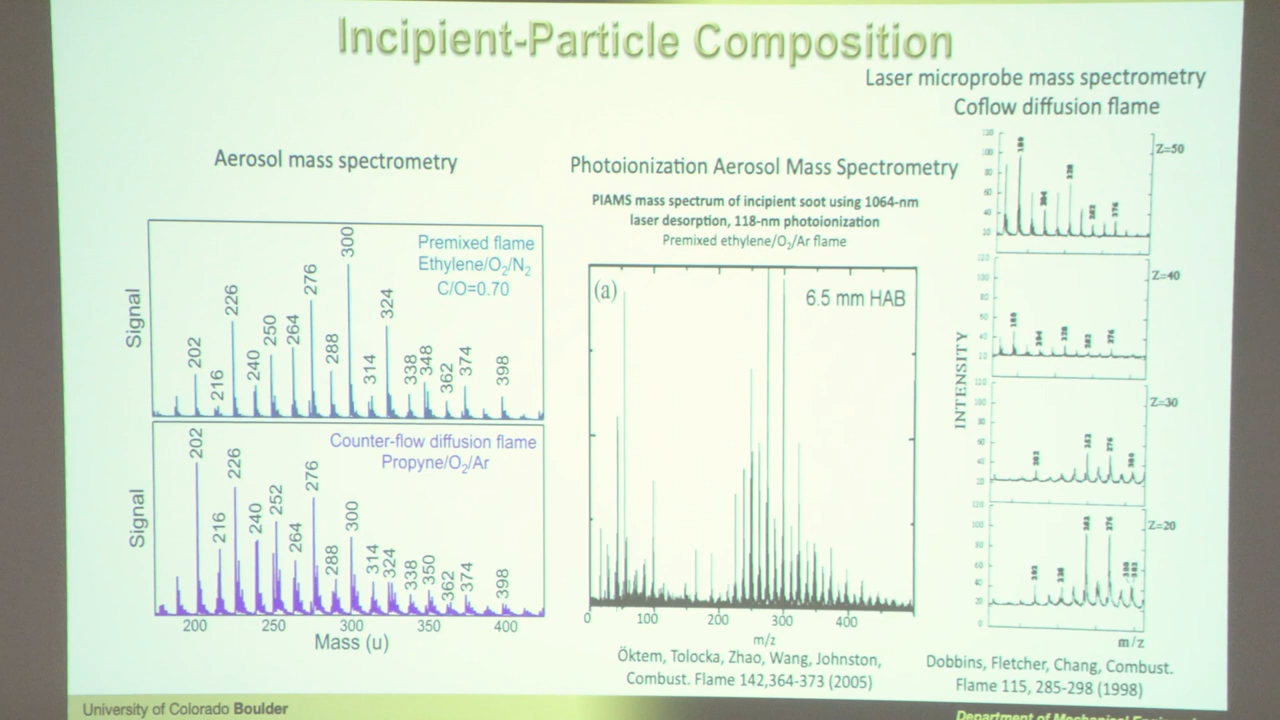 Incipient-Particle Composition
Laser microprobe mass spectrometry
Coflow diffusion flame
Aerosol mass spectrometry
Photoionization Aerosol Mass Spectrometry
PIAMS mass spectrum of incipient soot using 1064-nm
laser desorption, 118-nm photoionization
Premixed ethylene/O2/Ar flame
Signal
Premixed flame
Ethylene/O2/N2
C/O=0.70
202
216
226
240
250
264
276
288
300
314
324
338
348
362
374
398
Signal
Counter-flow diffusion flame
Propyne/O2/Ar
202
216
226
240
252
264
276
288
300
314
324
338
350
362
374
398
200 250 300 350 400
Mass (u)
(a)
6.5 mm HAB
0 100 200 300 400
m/z
Öktem, Tolocka, Zhao, Wang, Johnston,
Combust. Flame 142,364-373 (2005)
INTENSITY
Z=50
Z=40
Z=30
Z=20
m/z
Dobbins, Fletcher, Chang, Combust.
Flame 115, 285-298 (1998)
University of Colorado Boulder
Department of Mechanical